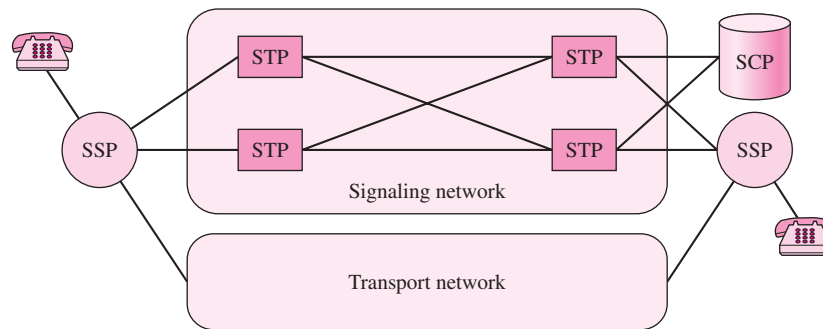 STP
STP
SCP
SSP
STP
STP
SSP
Signaling network
Transport network